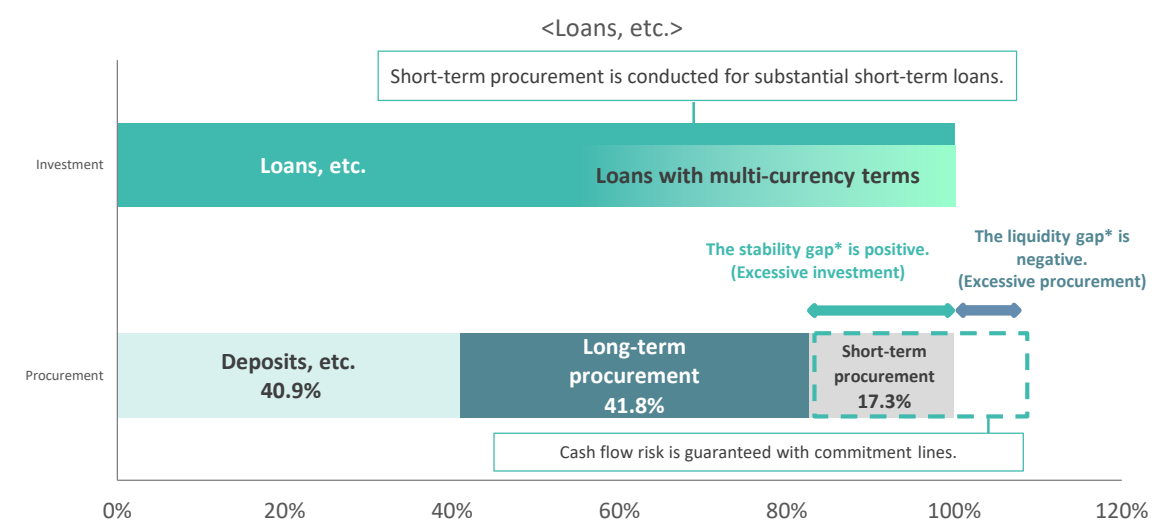 <Loans, etc.>
Short-term procurement is conducted for substantial short-term loans.
Investment
Loans, etc.
Loans with multi-currency terms
The stability gap* is positive.
(Excessive investment)
The liquidity gap* is
negative.
(Excessive procurement)
Procurement
Deposits, etc.
40.9%
Long-term
procurement
41.8%
Short-term
procurement
17.3%
Cash flow risk is guaranteed with commitment lines.
0%
20%
40%
60%
80%
100%
120%